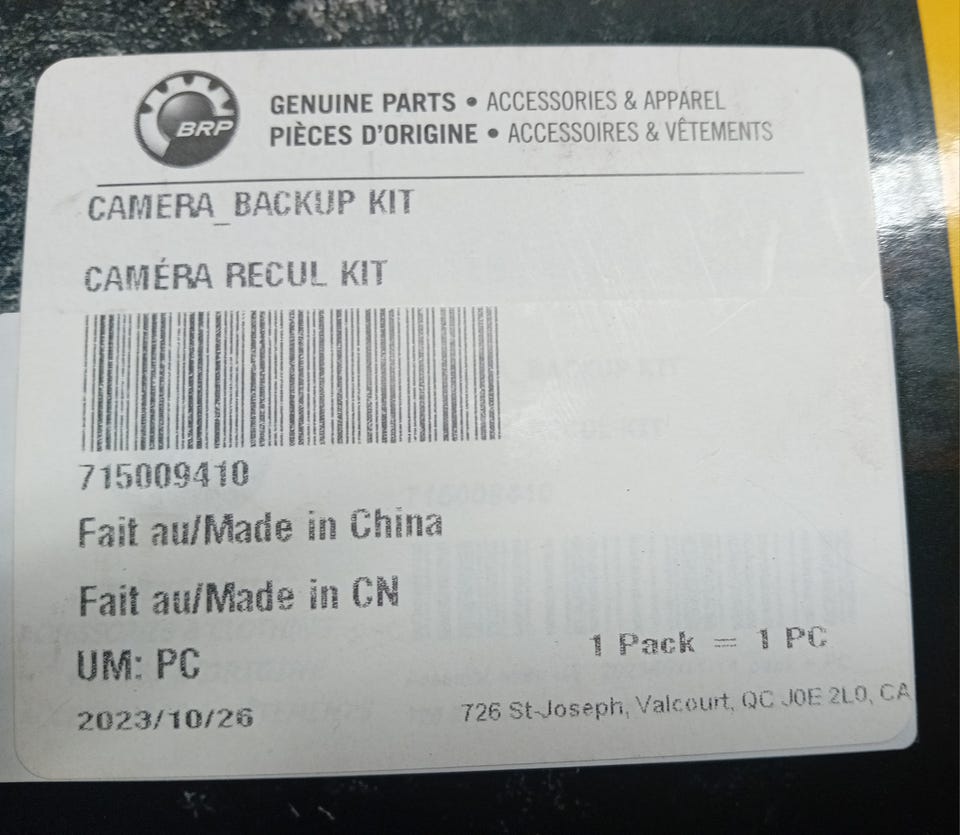 BRP
GENUINE PARTS • ACCESSORIES & APPAREL
PIÈCES D'ORIGINE • ACCESSOIRES & VÊTEMENTS
CAMERA_BACKUP KIT
CAMÉRA RECUL KIT
715009410
Fait au/Made in China
Fait au/Made in CN
UM: PC
1 Pack = 1 PC
2023/10/26
726 St-Joseph, Valcourt, QC J0E 2L0, CA